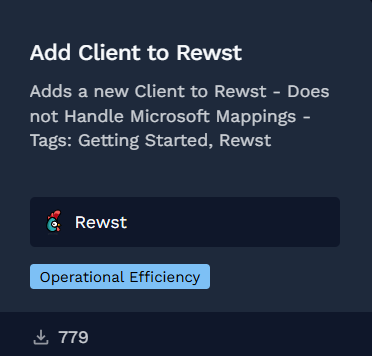 Add Client to Rewst
Adds a new Client to Rewst - Does
not Handle Microsoft Mappings -
Tags: Getting Started, Rewst
Rewst
Operational Efficiency
779